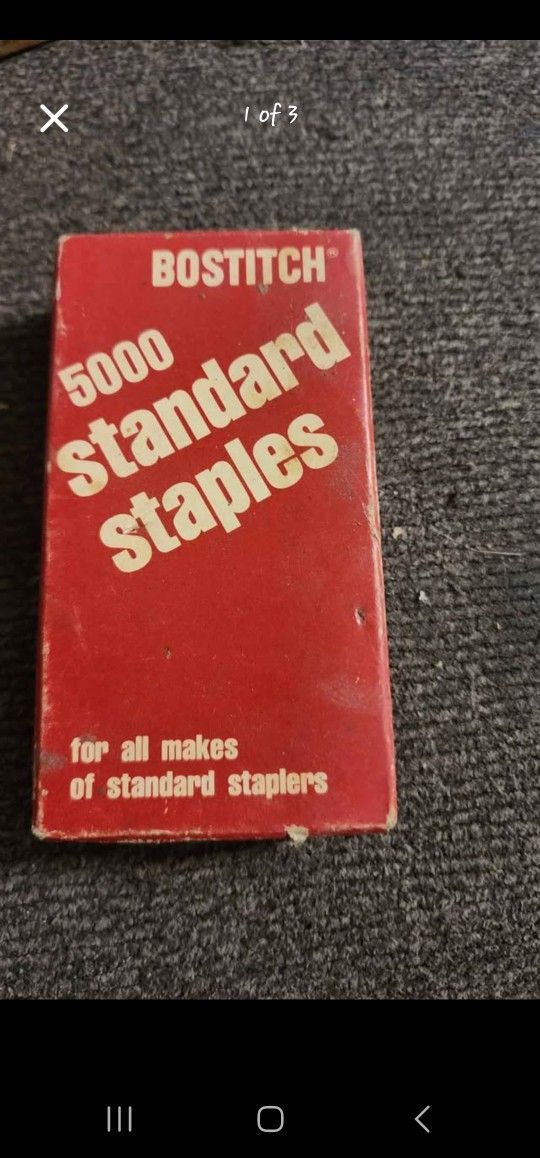 1 of 3
BOSTITCH®
5000
standard
staples
for all makes
of standard staplers